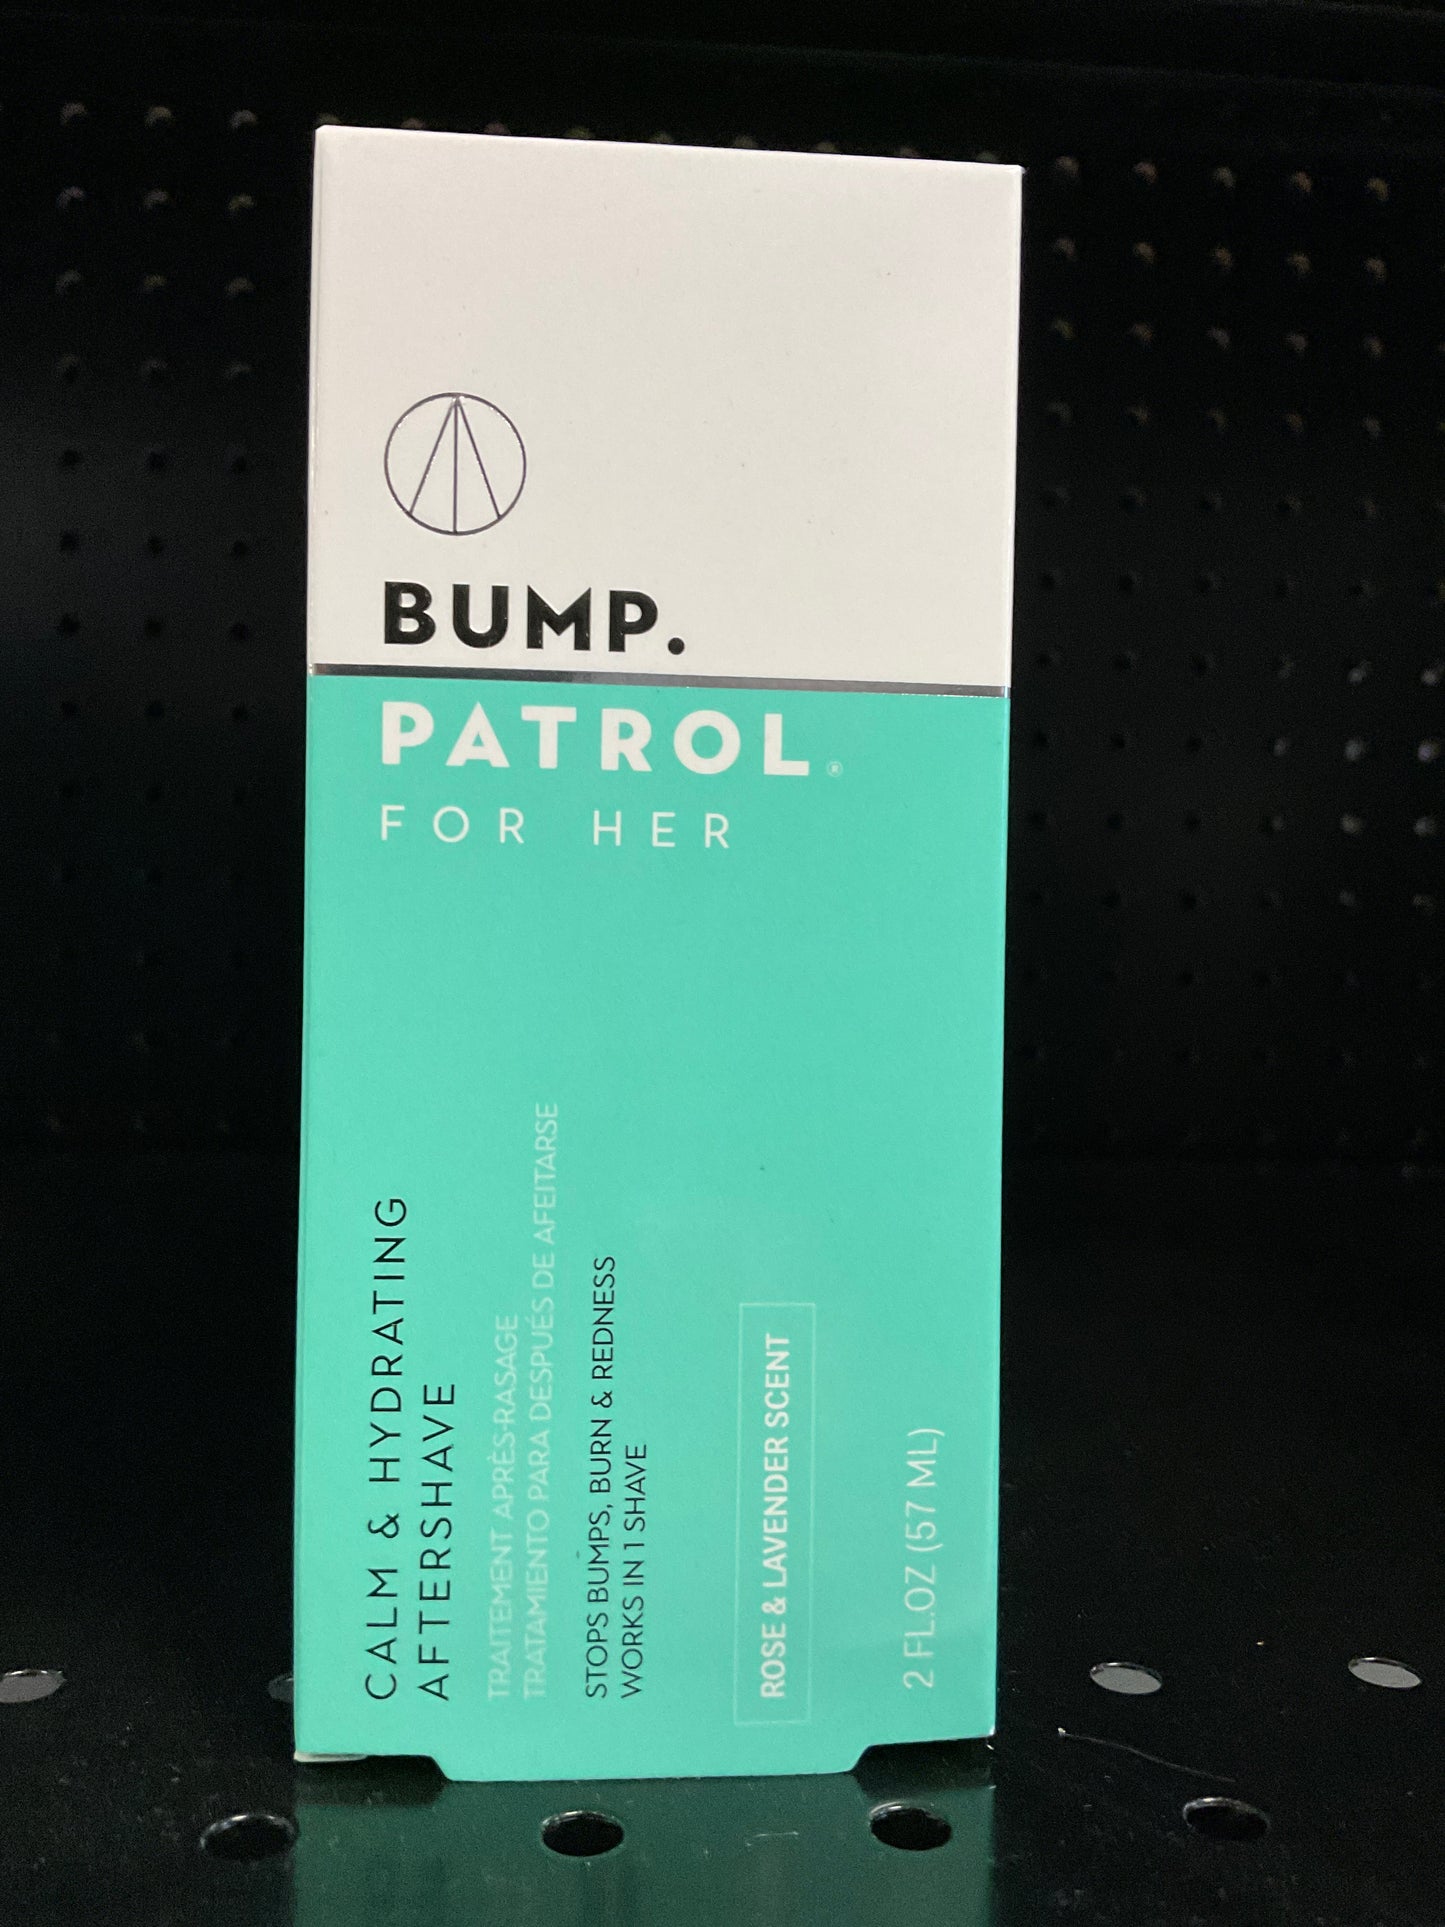 BUMP.
PATROL®
FOR HER
CALM & HYDRATING
AFTERSHAVE
TRAITEMENT APRÈS-RASAGE
TRATAMIENTO PARA DESPUÉS DE AFEITARSE
STOPS BUMPS, BURN & REDNESS
WORKS IN 1 SHAVE
ROSE & LAVENDER SCENT
2 FL.OZ (57 ML)